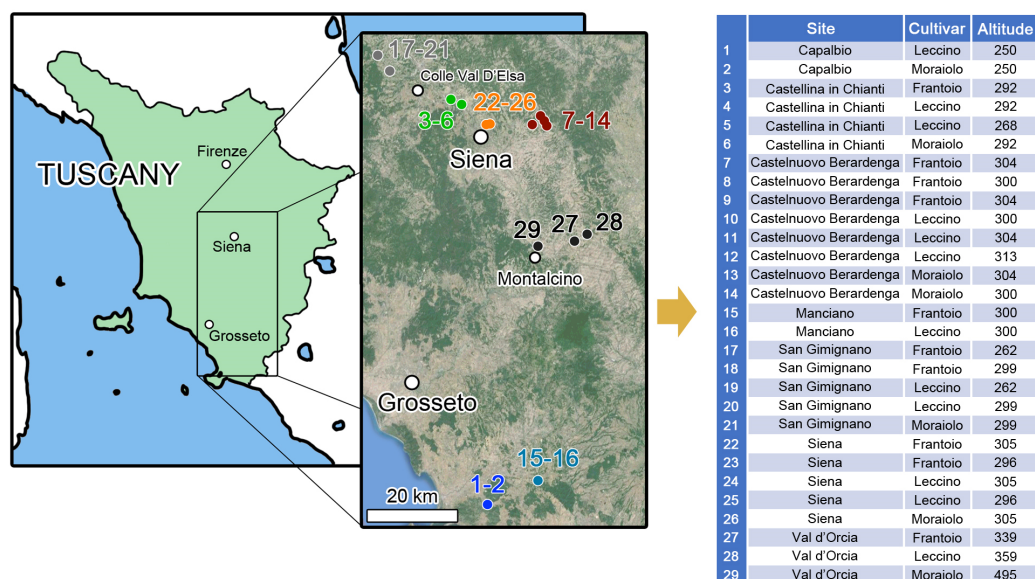 TUSCANY
Firenze
Siena
Grosseto
17-21
Colle Val D'Elsa
3-6
22-26
7-14
Siena
29
27
28
Montalcino
Grosseto
15-16
1-2
20 km
Site Cultivar Altitude
1 Capalbio Leccino 250
2 Capalbio Moraiolo 250
3 Castellina in Chianti Frantoio 292
4 Castellina in Chianti Leccino 292
5 Castellina in Chianti Leccino 268
6 Castellina in Chianti Moraiolo 292
7 Castelnuovo Berardenga Frantoio 304
8 Castelnuovo Berardenga Frantoio 300
9 Castelnuovo Berardenga Frantoio 304
10 Castelnuovo Berardenga Leccino 300
11 Castelnuovo Berardenga Leccino 304
12 Castelnuovo Berardenga Leccino 313
13 Castelnuovo Berardenga Moraiolo 304
14 Castelnuovo Berardenga Moraiolo 300
15 Manciano Frantoio 300
16 Manciano Leccino 300
17 San Gimignano Frantoio 262
18 San Gimignano Frantoio 299
19 San Gimignano Leccino 262
20 San Gimignano Leccino 299
21 San Gimignano Moraiolo 299
22 Siena Frantoio 305
23 Siena Frantoio 296
24 Siena Leccino 305
25 Siena Leccino 296
26 Siena Moraiolo 305
27 Val d'Orcia Frantoio 339
28 Val d'Orcia Leccino 359
29 Val d'Orcia Moraiolo 495